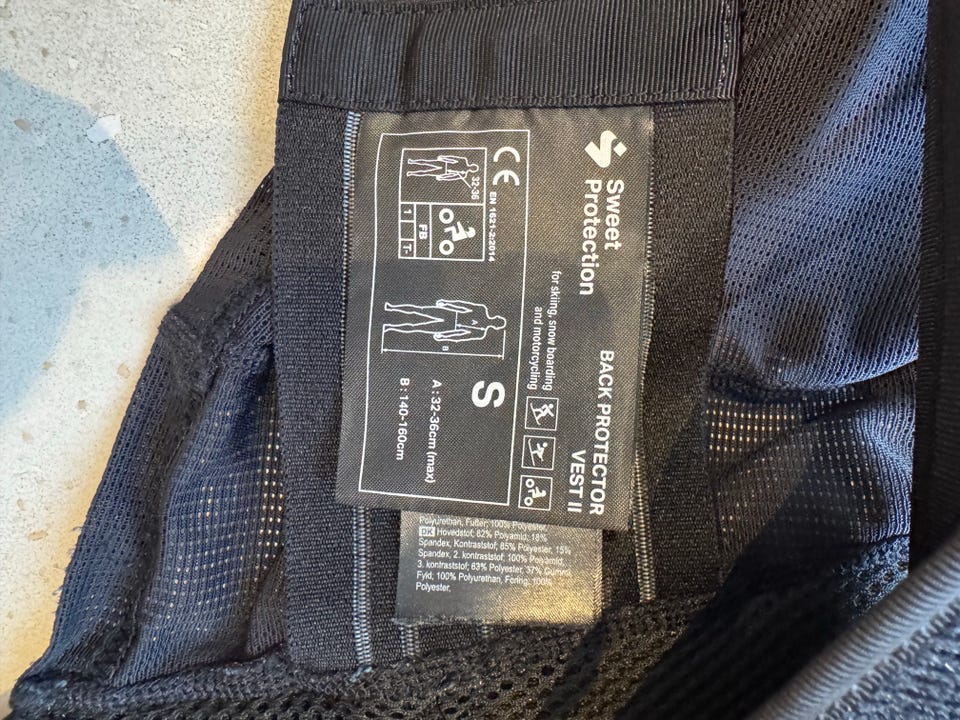 Sweet
Protection
BACK PROTECTOR
VEST II
for skiing, snow boarding
and motorcycling
CE
EN 1621-2:2014
32-36
FB
1
T-
A
B
S
A : 32-36cm (max)
B : 140-160cm
Polyurethan, Fußer; 100% Polyester
DK Hovedstof; 82% Polyamid, 18%
Spandex, Kontraststof; 85% Polyester, 15%
Spandex, 2. kontraststof; 100% Polyamid,
3. kontraststof; 63% Polyester, 37% Gummi,
Fyld, 100% Polyurethan, Foring; 100%
Polyester,